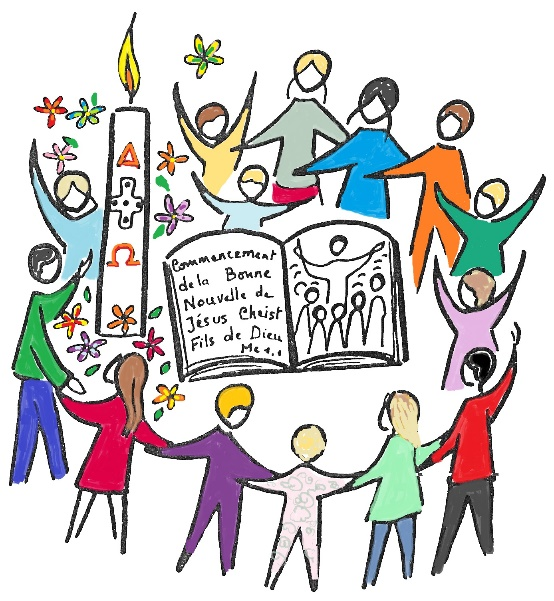 Α
Ω
Commencement
de la Bonne
Nouvelle de
Jésus Christ
Fils de Dieu
Mc 1.1